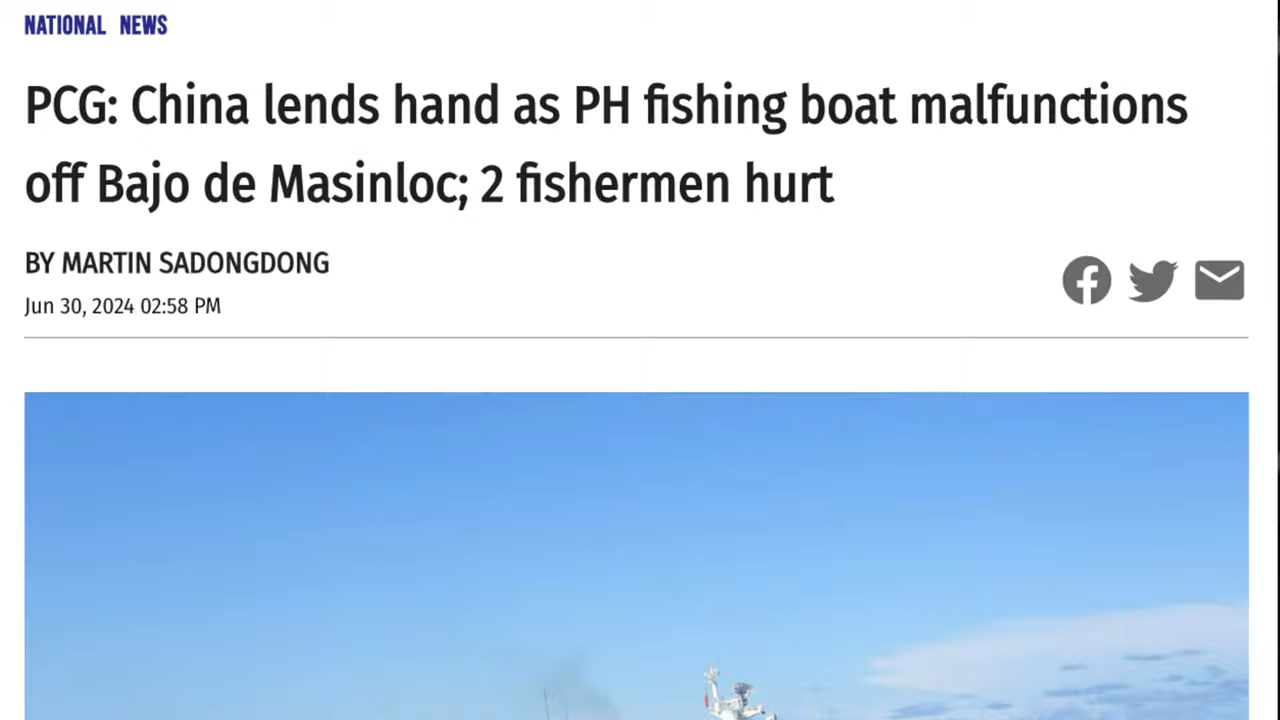 NATIONAL NEWS
PCG: China lends hand as PH fishing boat malfunctions
off Bajo de Masinloc; 2 fishermen hurt
BY MARTIN SADONGDONG
Jun 30, 2024 02:58 PM